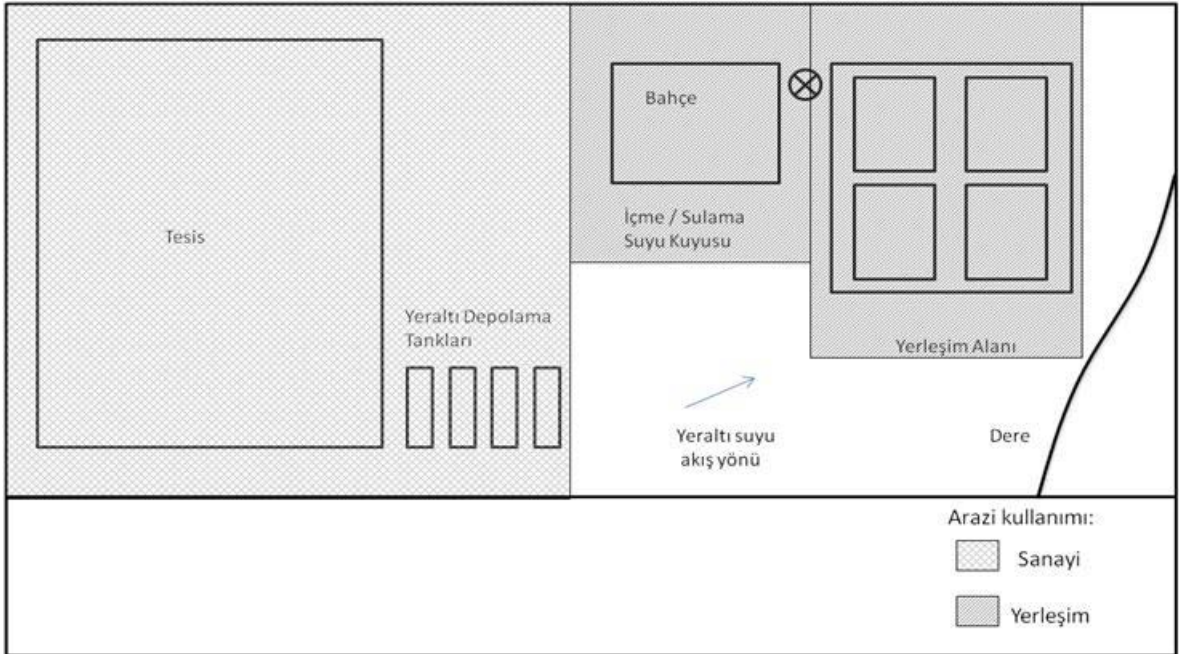 Bahçe
İçme / Sulama
Suyu Kuyusu
Tesis
Yeraltı Depolama
Tankları
Yerleşim Alanı
Yeraltı suyu
akış yönü
Dere
Arazi kullanımı:
Sanayi
Yerleşim